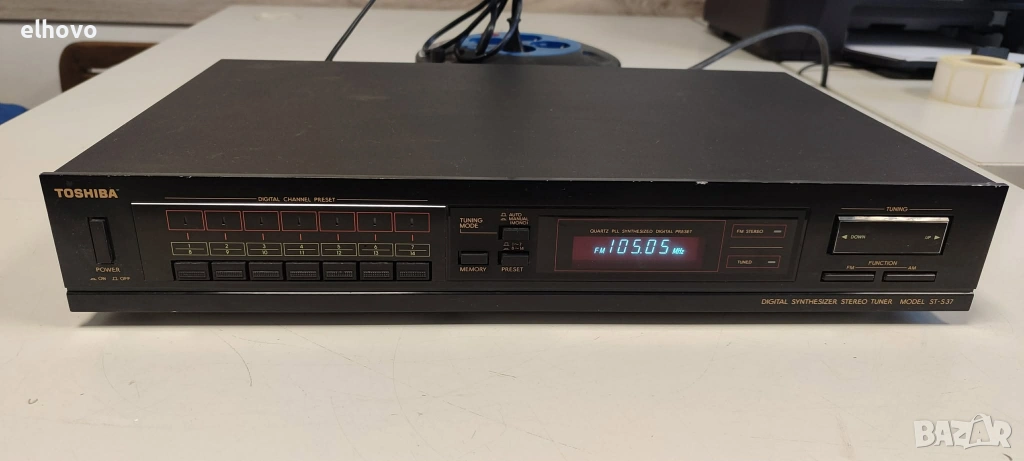 elhovo
TOSHIBA
DIGITAL CHANNEL PRESET
1 2 3 4 5 6 7
8 9 10 11 12 13 14
POWER
ON OFF
TUNING
MODE
AUTO
MANUAL
(MONO)
MEMORY
PRESET
QUARTZ PLL SYNTHESIZED DIGITAL PRESET
FM 105.05 MHz
FM STEREO
TUNED
TUNING
DOWN
UP
FUNCTION
FM
AM
DIGITAL SYNTHESIZER STEREO TUNER MODEL ST-S37
BAZAR